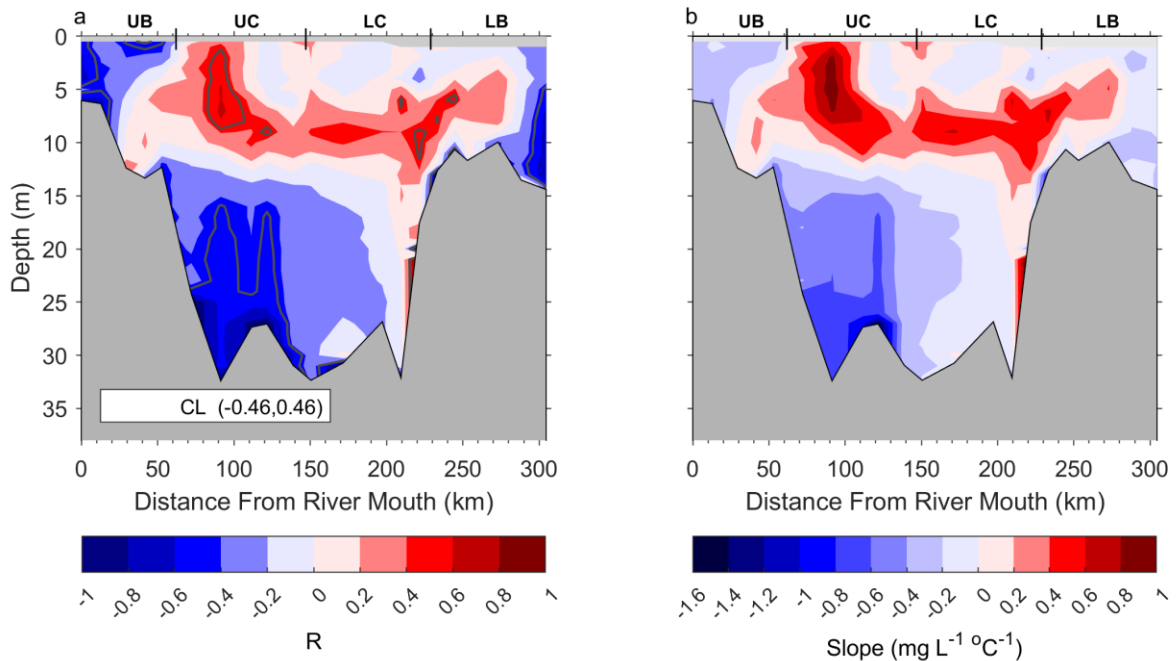 a
UB UC LC LB
0
5
10
15
20
25
30
35
Depth (m)
CL (-0.46,0.46)
0 50 100 150 200 250 300
Distance From River Mouth (km)
-1 -0.8 -0.6 -0.4 -0.2 0 0.2 0.4 0.6 0.8 1
R
b
UB UC LC LB
0 50 100 150 200 250 300
Distance From River Mouth (km)
-1.6 -1.4 -1.2 -1 -0.8 -0.6 -0.4 -0.2 0 0.2 0.4 0.6 0.8 1
Slope (mg L⁻¹ ºC⁻¹)